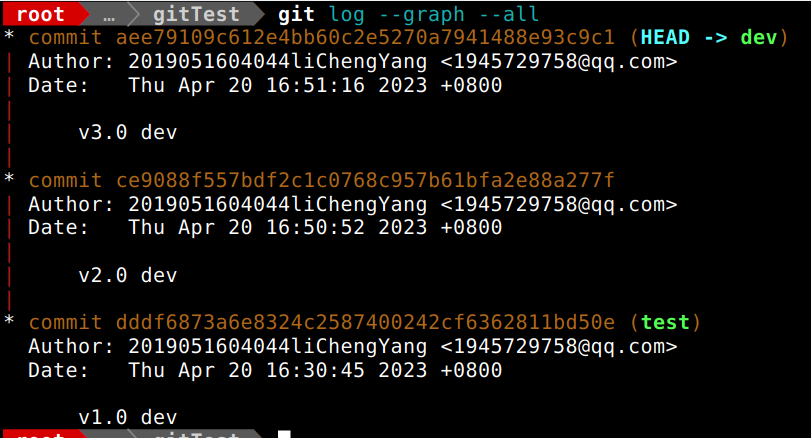 root … gitTest git log --graph --all
* commit aee79109c612e4bb60c2e5270a7941488e93c9c1 (HEAD -> dev)
| Author: 2019051604044liChengYang <1945729758@qq.com>
| Date: Thu Apr 20 16:51:16 2023 +0800
|
| v3.0 dev
|
* commit ce9088f557bdf2c1c0768c957b61bfa2e88a277f
| Author: 2019051604044liChengYang <1945729758@qq.com>
| Date: Thu Apr 20 16:50:52 2023 +0800
|
| v2.0 dev
|
* commit dddf6873a6e8324c2587400242cf6362811bd50e (test)
Author: 2019051604044liChengYang <1945729758@qq.com>
Date: Thu Apr 20 16:30:45 2023 +0800
v1.0 dev
root gitTest